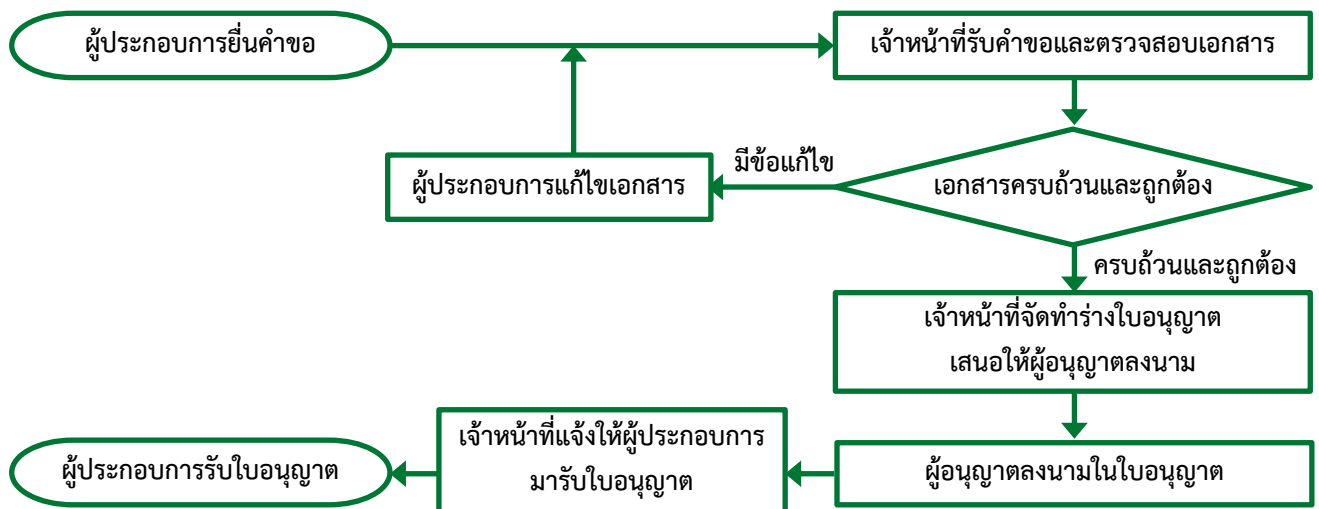 ผู้ประกอบการยื่นคำขอ
เจ้าหน้าที่รับคำขอและตรวจสอบเอกสาร
มีข้อแก้ไข
ผู้ประกอบการแก้ไขเอกสาร
เอกสารครบถ้วนและถูกต้อง
ครบถ้วนและถูกต้อง
เจ้าหน้าที่จัดทำร่างใบอนุญาต
เสนอให้ผู้อนุญาตลงนาม
ผู้อนุญาตลงนามในใบอนุญาต
เจ้าหน้าที่แจ้งให้ผู้ประกอบการ
มารับใบอนุญาต
ผู้ประกอบการรับใบอนุญาต